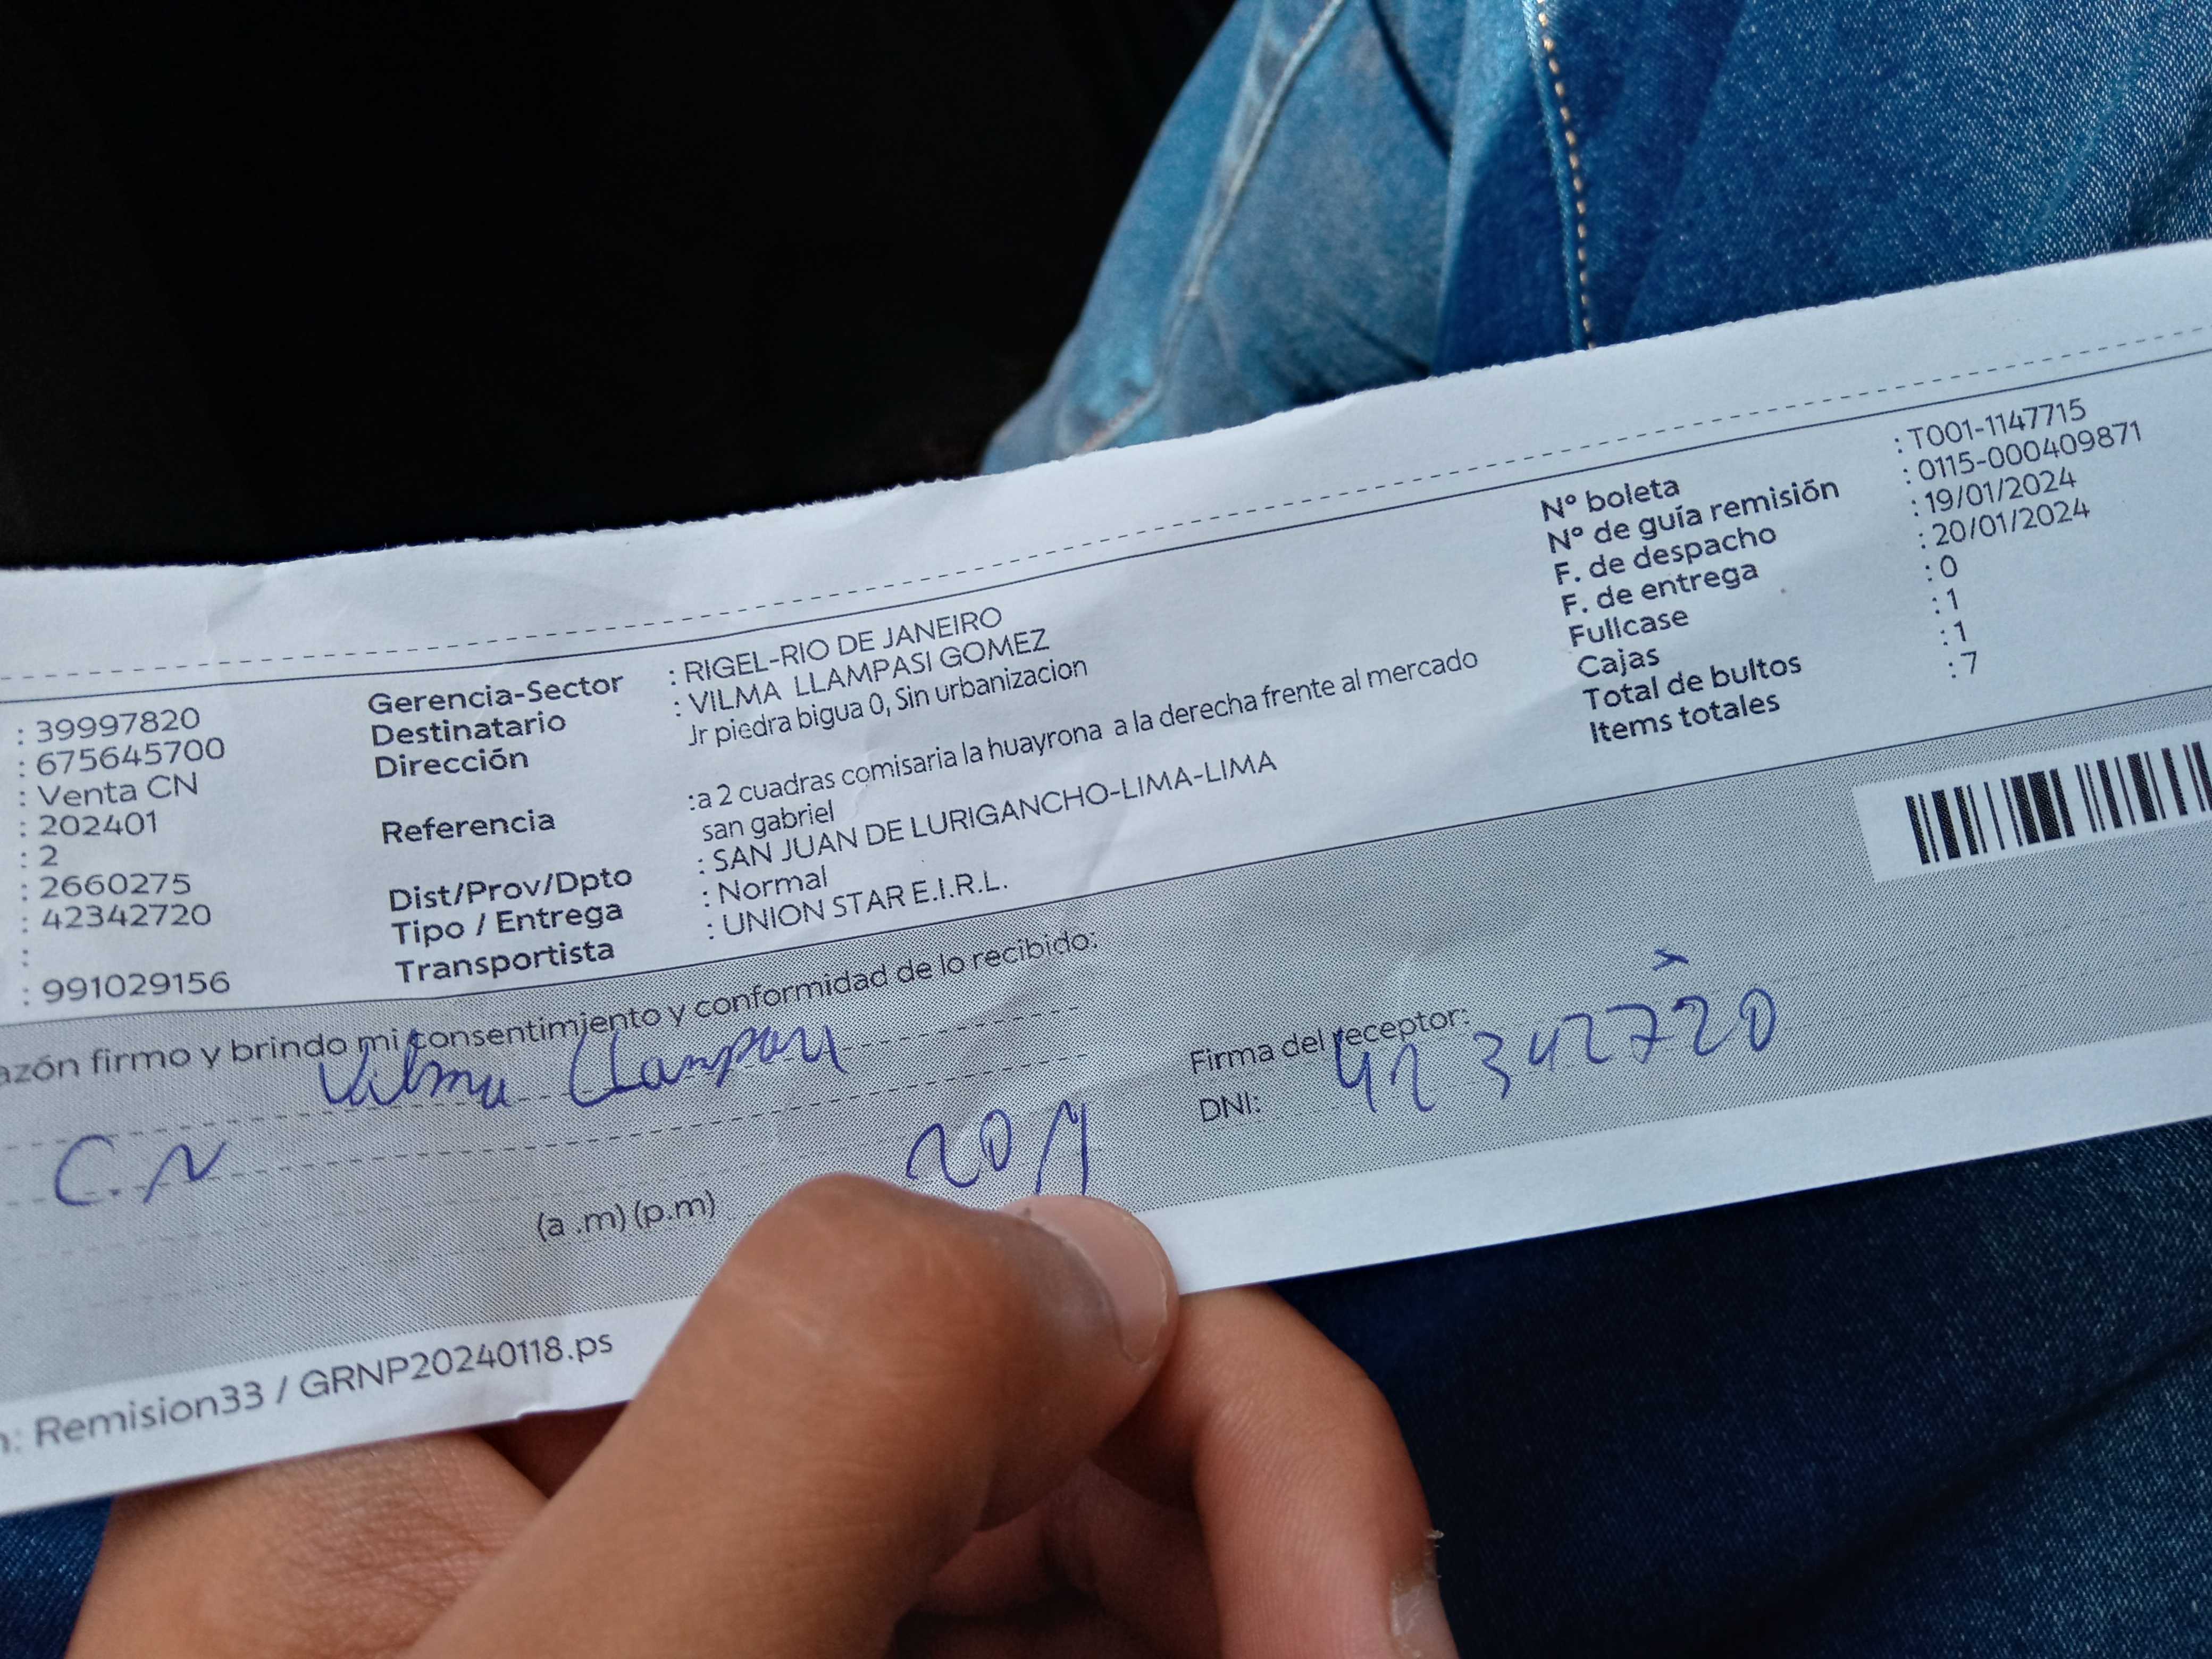 : 39997820
: 675645700
: Venta CN
: 202401
: 2
: 2660275
: 42342720
:
: 991029156
Gerencia-Sector : RIGEL-RIO DE JANEIRO
Destinatario : VILMA LLAMPASI GOMEZ
Dirección Jr piedra bigua 0, Sin urbanizacion
Referencia :a 2 cuadras comisaria la huayrona a la derecha frente al mercado
san gabriel
Dist/Prov/Dpto : SAN JUAN DE LURIGANCHO-LIMA-LIMA
Tipo / Entrega : Normal
Transportista : UNION STAR E.I.R.L.
N° boleta : T001-1147715
N° de guía remisión : 0115-000409871
F. de despacho : 19/01/2024
F. de entrega : 20/01/2024
Fullcase : 0
Cajas : 1
Total de bultos : 1
Items totales : 7
azón firmo y brindo mi consentimiento y conformidad de lo recibido:
Vilma
C.N
(a .m) (p.m)
Firma del receptor:
DNI: 42342720
n: Remision33 / GRNP20240118.ps